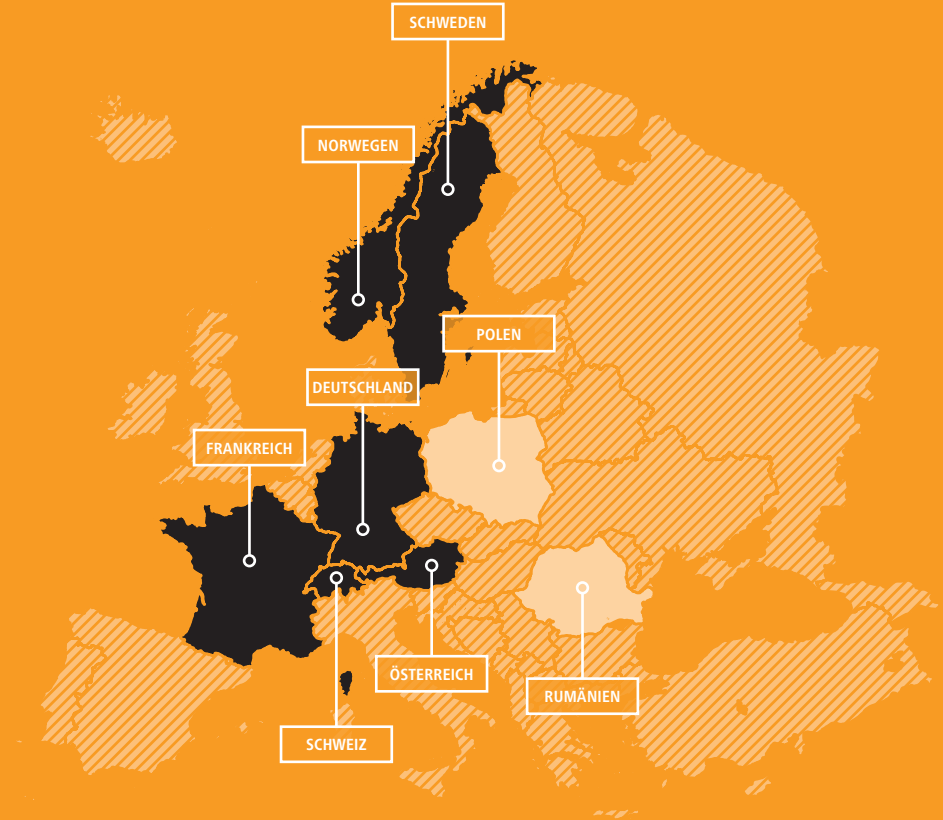 SCHWEDEN
NORWEGEN
POLEN
DEUTSCHLAND
FRANKREICH
ÖSTERREICH
RUMÄNIEN
SCHWEIZ